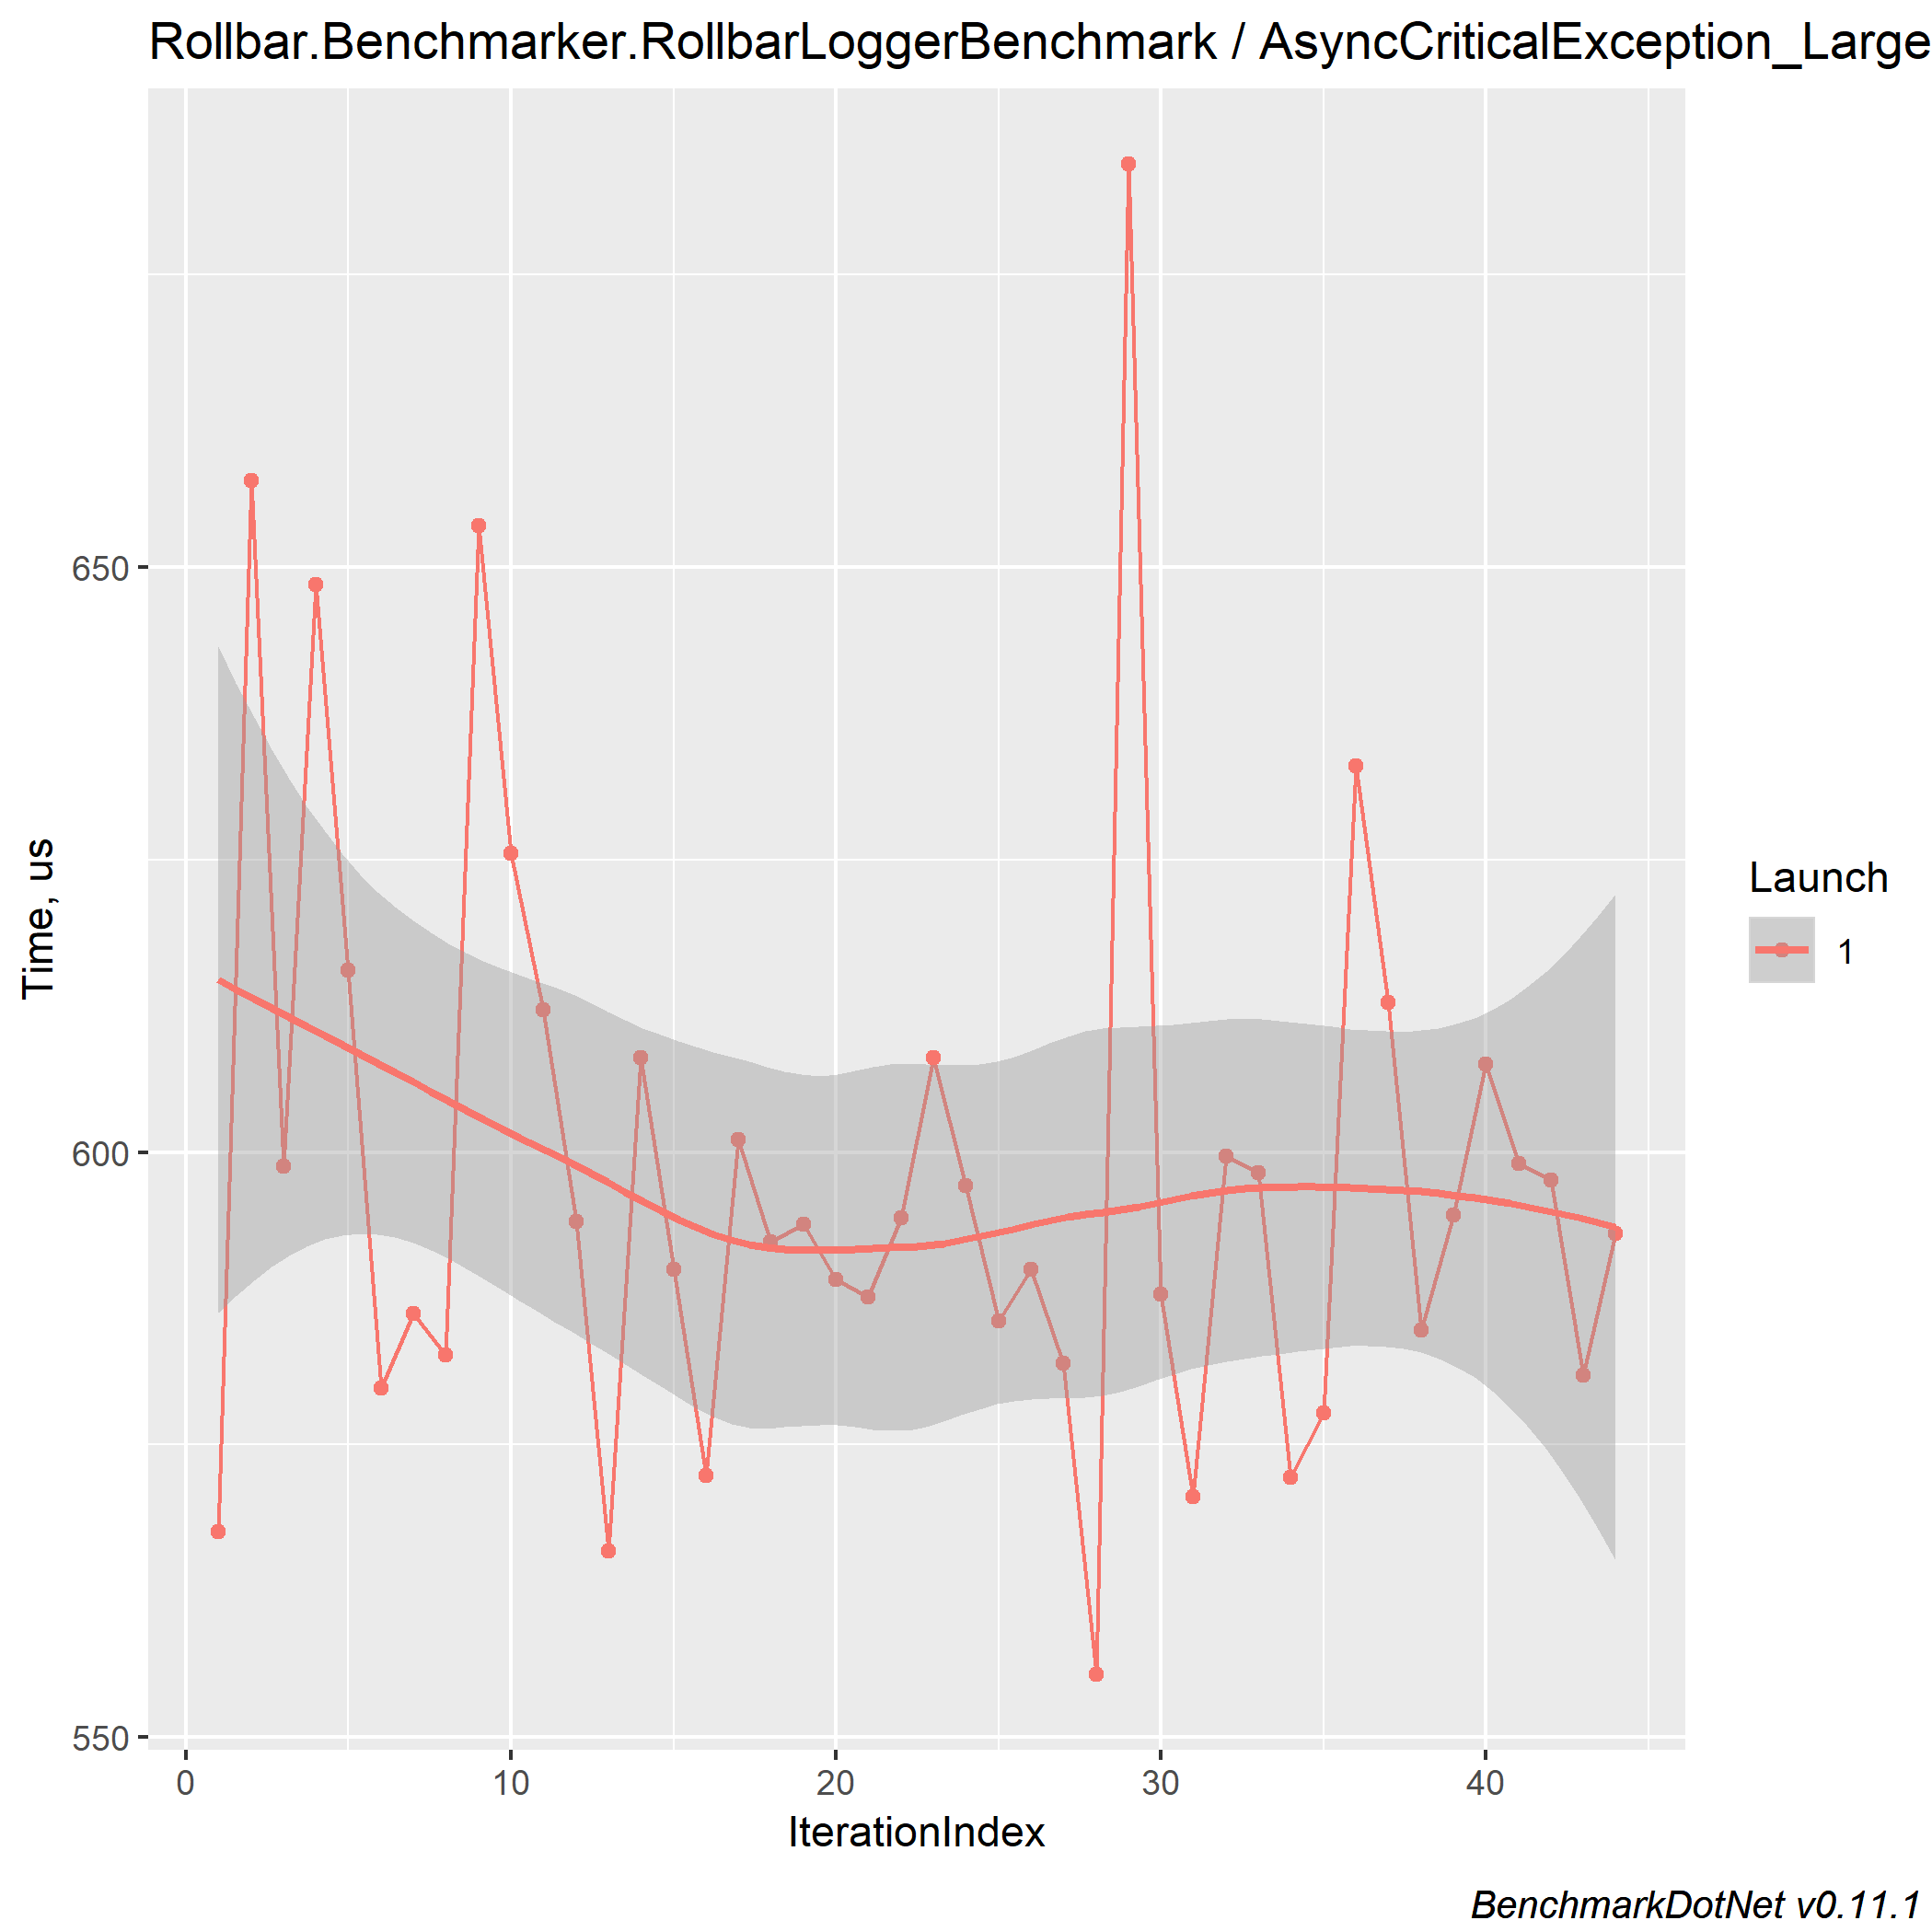 Rollbar.Benchmarker.RollbarLoggerBenchmark / AsyncCriticalException_Large
650
600
550
Time, us
0 10 20 30 40
IterationIndex
Launch
1
BenchmarkDotNet v0.11.1